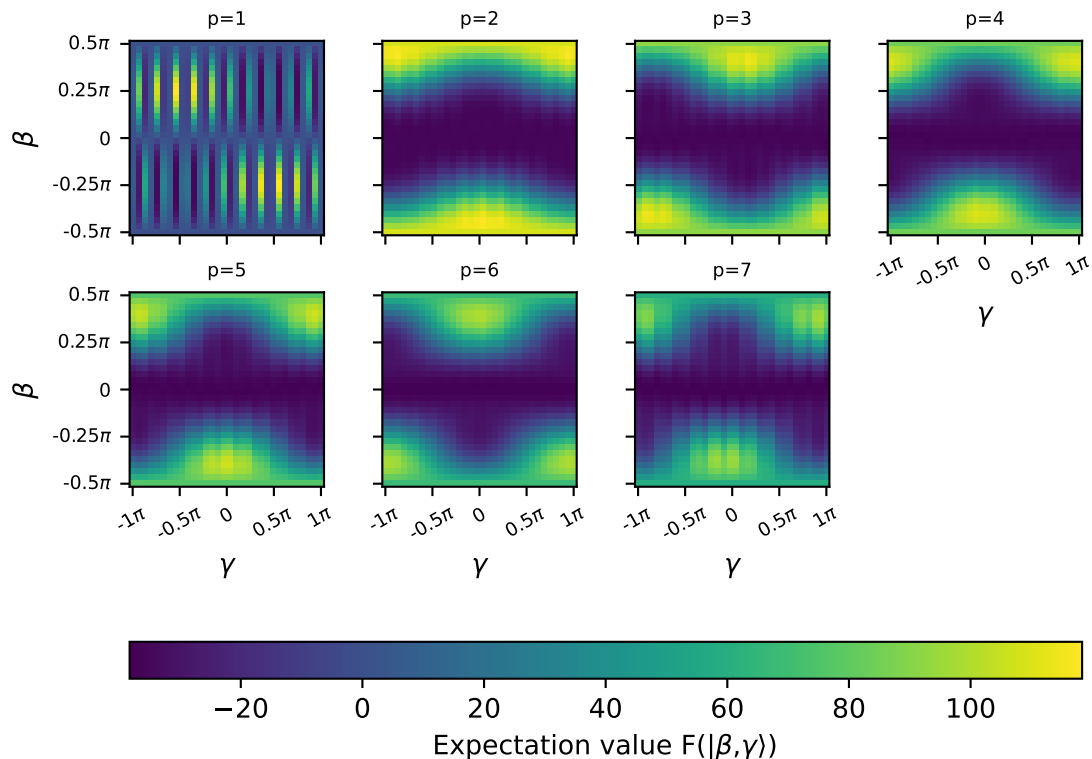 p=1 p=2 p=3 p=4
0.5π
0.25π
0
-0.25π
-0.5π
β
-1π -0.5π 0 0.5π 1π
γ
p=5 p=6 p=7
0.5π
0.25π
0
-0.25π
-0.5π
β
-1π -0.5π 0 0.5π 1π -1π -0.5π 0 0.5π 1π -1π -0.5π 0 0.5π 1π
γ γ γ
−20 0 20 40 60 80 100
Expectation value F(|β,γ⟩)